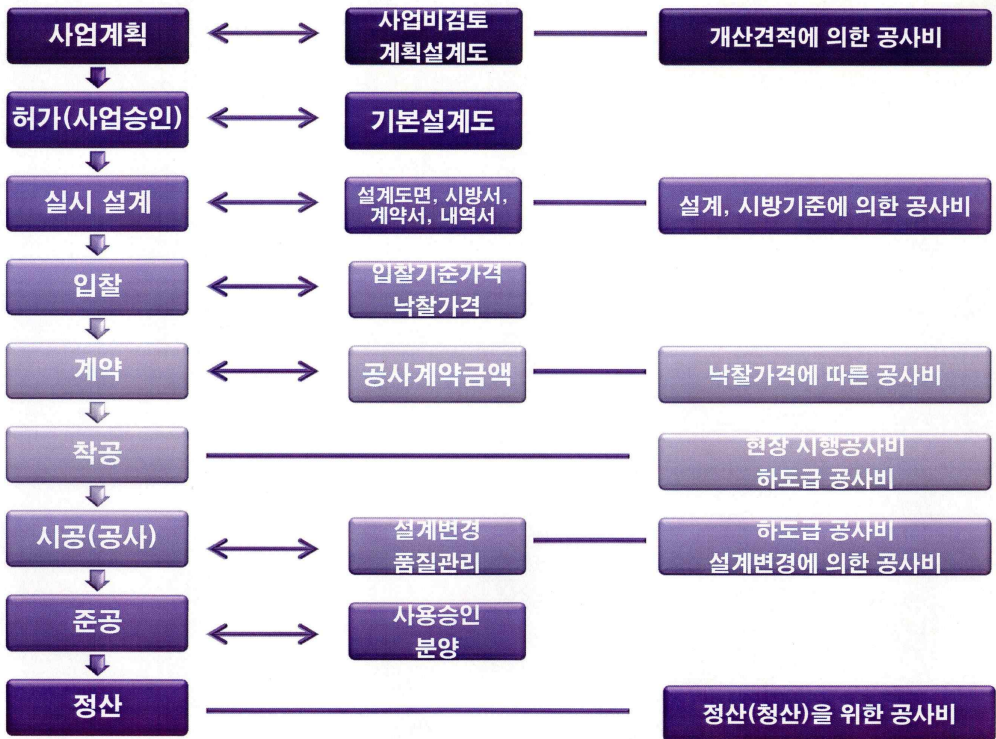 사업계획
사업비검토
계획설계도
개산견적에 의한 공사비
허가(사업승인)
기본설계도
실시 설계
설계도면, 시방서,
계약서, 내역서
설계, 시방기준에 의한 공사비
입찰
입찰기준가격
낙찰가격
계약
공사계약금액
낙찰가격에 따른 공사비
착공
현장 시행공사비
하도급 공사비
시공(공사)
설계변경
품질관리
하도급 공사비
설계변경에 의한 공사비
준공
사용승인
분양
정산
정산(청산)을 위한 공사비